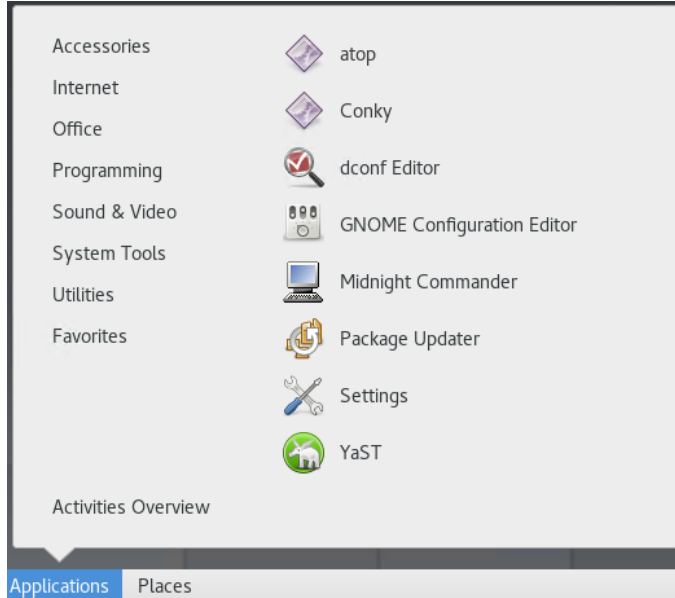 Accessories
Internet
Office
Programming
Sound & Video
System Tools
Utilities
Favorites
Activities Overview
atop
Conky
dconf Editor
GNOME Configuration Editor
Midnight Commander
Package Updater
Settings
YaST
Applications
Places